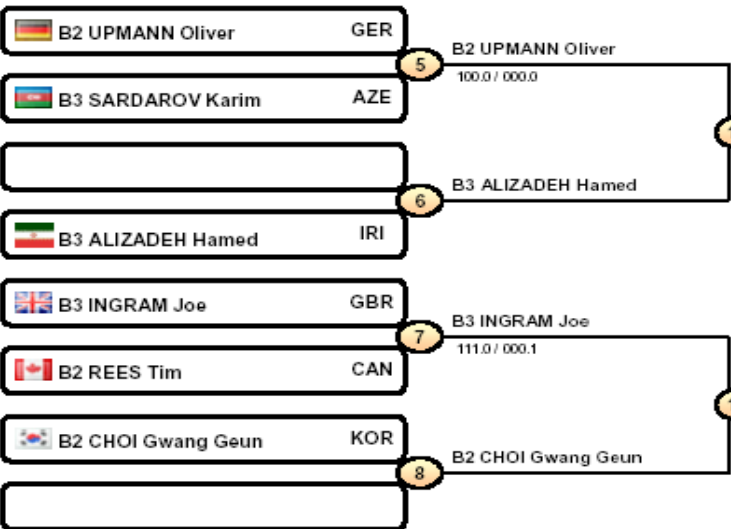 B2 UPMANN Oliver GER
5
B2 UPMANN Oliver
100.0 / 000.0
B3 SARDAROV Karim AZE
6
B3 ALIZADEH Hamed
B3 ALIZADEH Hamed IRI
B3 INGRAM Joe GBR
7
B3 INGRAM Joe
111.0 / 000.1
B2 REES Tim CAN
B2 CHOI Gwang Geun KOR
8
B2 CHOI Gwang Geun